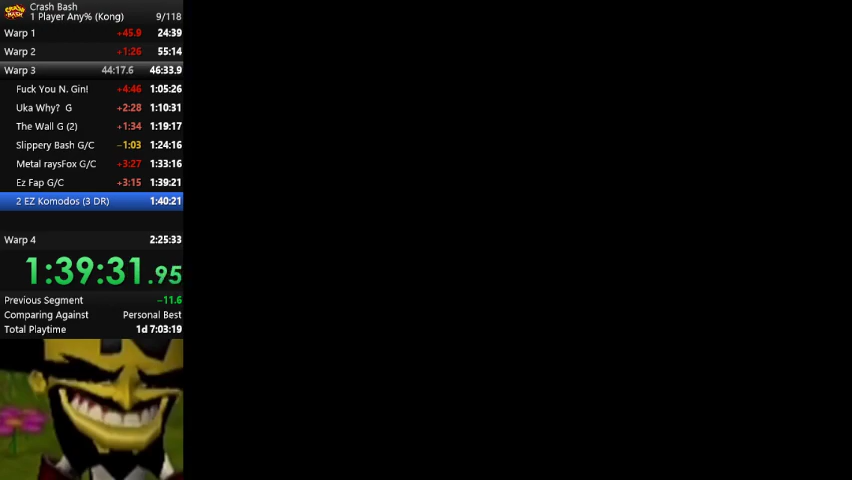 Crash Bash
1 Player Any% (Kong) 9/118
Warp 1 +45.9 24:39
Warp 2 +1:26 55:14
Warp 3 44:17.6 46:33.9
Fuck You N. Gin! +4:46 1:05:26
Uka Why? G +2:28 1:10:31
The Wall G (2) +1:34 1:19:17
Slippery Bash G/C −1:03 1:24:16
Metal raysFox G/C +3:27 1:33:16
Ez Fap G/C +3:15 1:39:21
2 EZ Komodos (3 DR) 1:40:21
Warp 4 2:25:33
1:39:31.95
Previous Segment −11.6
Comparing Against Personal Best
Total Playtime 1d 7:03:19